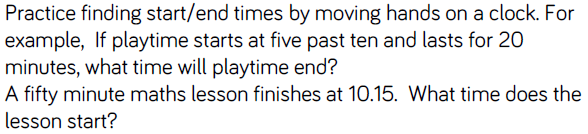 Practice finding start/end times by moving hands on a clock. For
example,  If playtime starts at five past ten and lasts for 20
minutes, what time will playtime end?
A fifty minute maths lesson finishes at 10.15.  What time does the
lesson start?